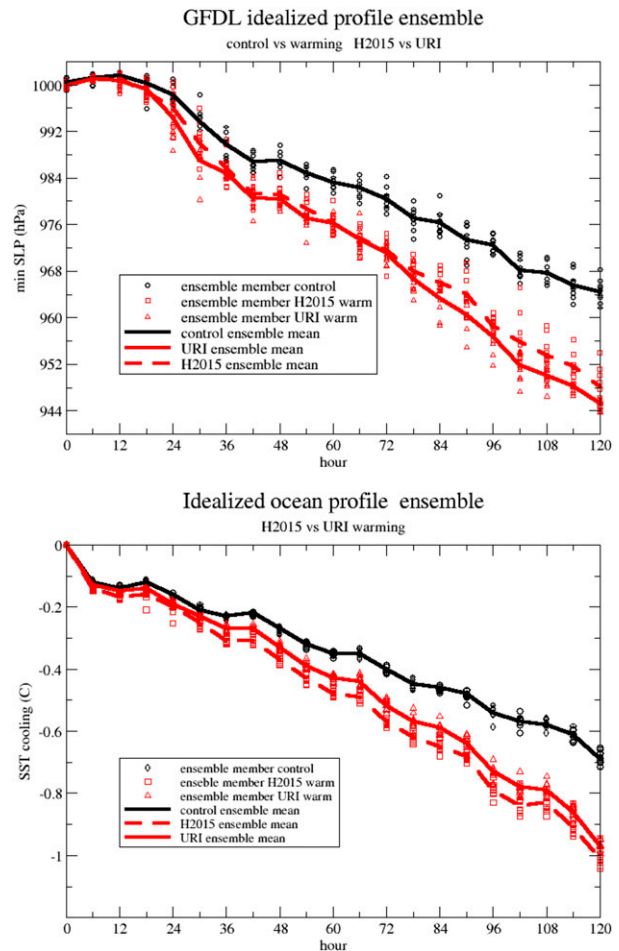 GFDL idealized profile ensemble
control vs warming H2015 vs URI
1000
992
984
976
968
960
952
944
min SLP (hPa)
ensemble member control
ensemble member H2015 warm
ensemble member URI warm
control ensemble mean
URI ensemble mean
H2015 ensemble mean
0 12 24 36 48 60 72 84 96 108 120
hour
Idealized ocean profile ensemble
H2015 vs URI warming
0
-0.2
-0.4
-0.6
-0.8
-1
SST cooling (C)
ensemble member control
enseble member H2015 warm
ensemble member URI warm
control ensemble mean
H2015 ensemble mean
URI ensemble mean
0 12 24 36 48 60 72 84 96 108 120
hour